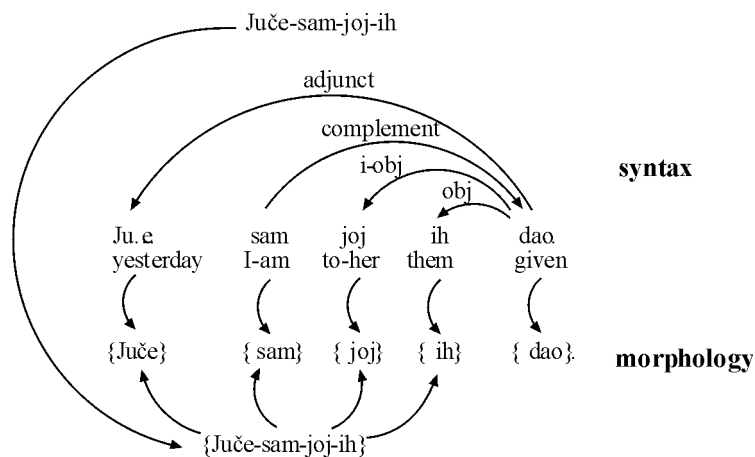 Juče-sam-joj-ih
adjunct
complement
i-obj
obj
syntax
Ju. e. sam joj ih dao.
yesterday I-am to-her them given
{Juče} { sam} { joj} { ih} { dao}.
morphology
{Juče-sam-joj-ih}